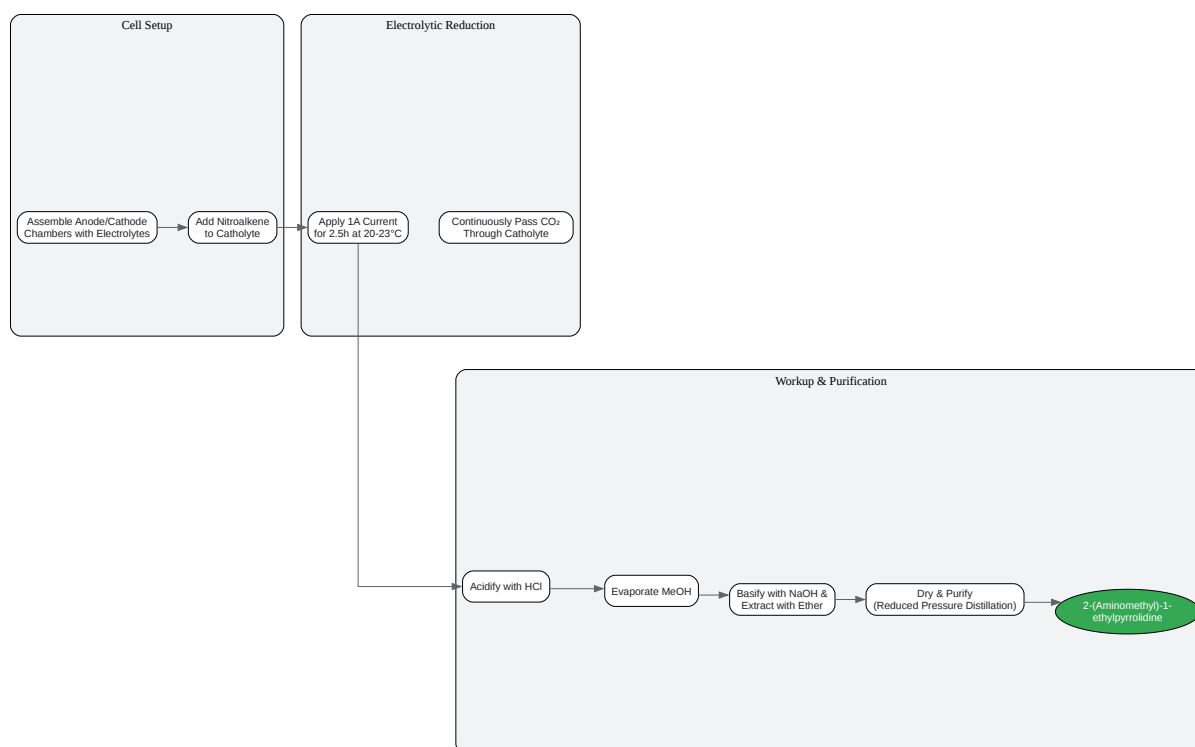 Cell Setup
Electrolytic Reduction
Assemble Anode/Cathode
Chambers with Electrolytes
Add Nitroalkene
to Catholyte
Apply 1A Current
for 2.5h at 20-23°C
Continuously Pass CO₂
Through Catholyte
Workup & Purification
Acidify with HCl
Evaporate MeOH
Basify with NaOH &
Extract with Ether
Dry & Purify
(Reduced Pressure Distillation)
2-(Aminomethyl)-1-
ethylpyrrolidine